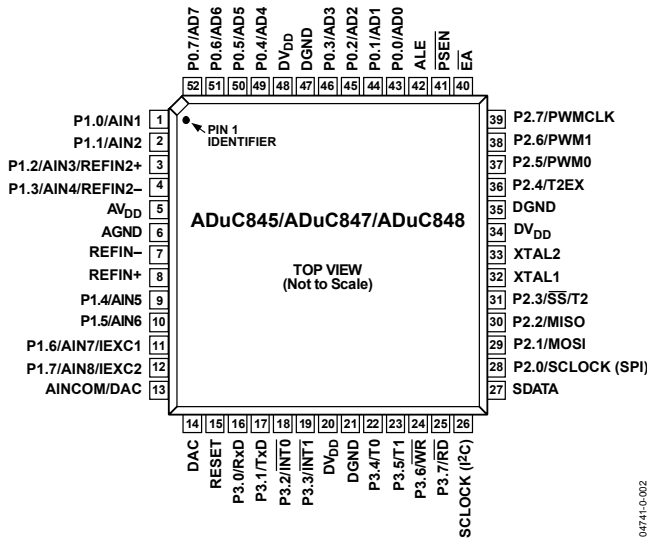 P0.7/AD7
P0.6/AD6
P0.5/AD5
P0.4/AD4
DVDD
DGND
P0.3/AD3
P0.2/AD2
P0.1/AD1
P0.0/AD0
ALE
PSEN
EA
52 51 50 49 48 47 46 45 44 43 42 41 40
P1.0/AIN1 1
P1.1/AIN2 2
P1.2/AIN3/REFIN2+ 3
P1.3/AIN4/REFIN2– 4
AVDD 5
AGND 6
REFIN– 7
REFIN+ 8
P1.4/AIN5 9
P1.5/AIN6 10
P1.6/AIN7/IEXC1 11
P1.7/AIN8/IEXC2 12
AINCOM/DAC 13
PIN 1
IDENTIFIER
ADuC845/ADuC847/ADuC848
TOP VIEW
(Not to Scale)
39 P2.7/PWMCLK
38 P2.6/PWM1
37 P2.5/PWM0
36 P2.4/T2EX
35 DGND
34 DVDD
33 XTAL2
32 XTAL1
31 P2.3/SS/T2
30 P2.2/MISO
29 P2.1/MOSI
28 P2.0/SCLOCK (SPI)
27 SDATA
14 15 16 17 18 19 20 21 22 23 24 25 26
DAC
RESET
P3.0/RxD
P3.1/TxD
P3.2/INT0
P3.3/INT1
DVDD
DGND
P3.4/T0
P3.5/T1
P3.6/WR
P3.7/RD
SCLOCK (I²C)
04741-0-002